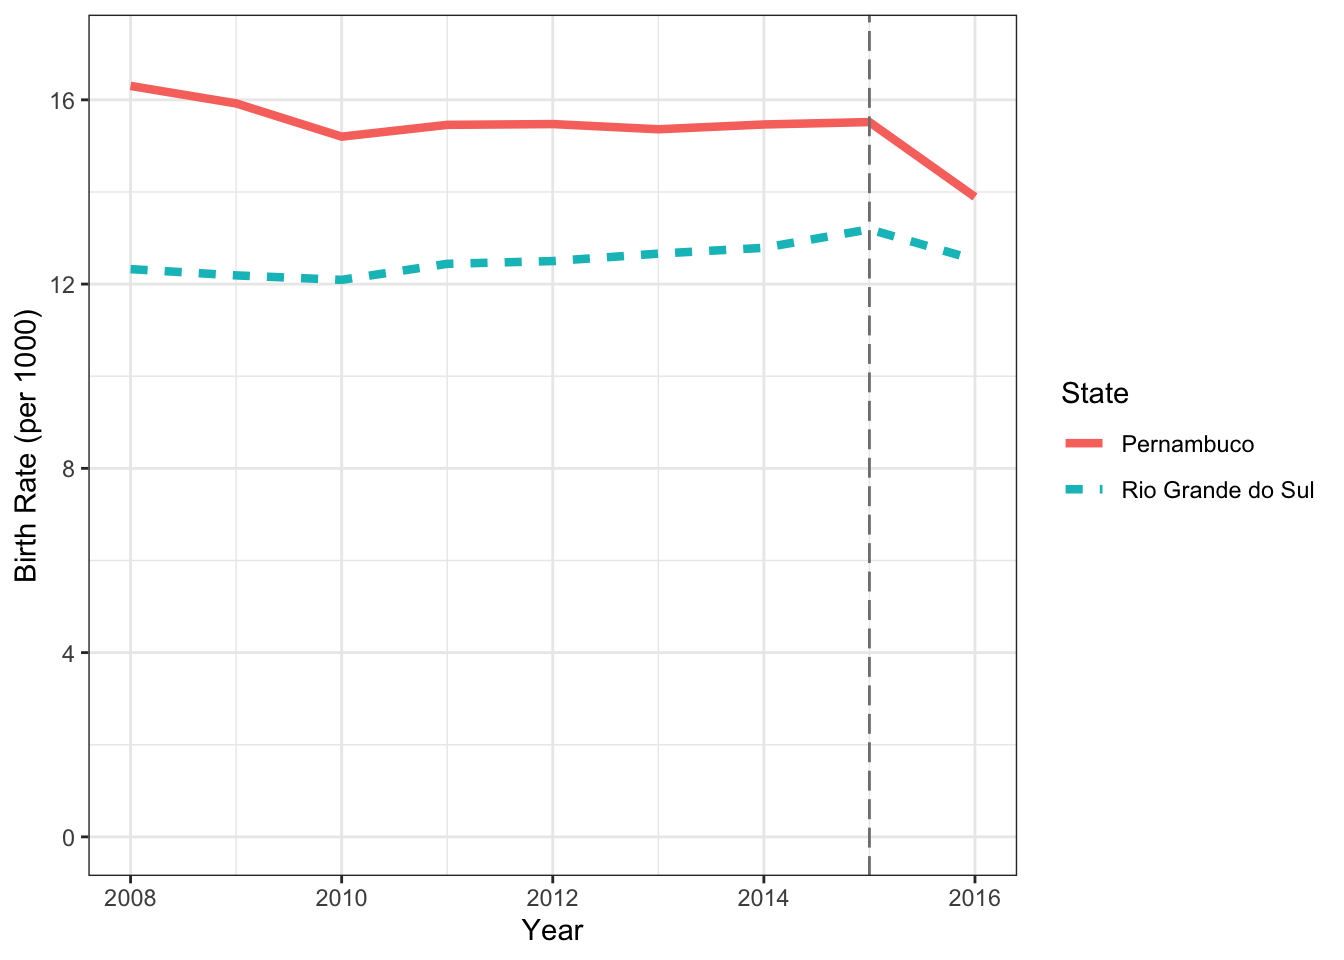 16
12
8
4
0
Birth Rate (per 1000)
2008 2010 2012 2014 2016
Year
State
Pernambuco
Rio Grande do Sul